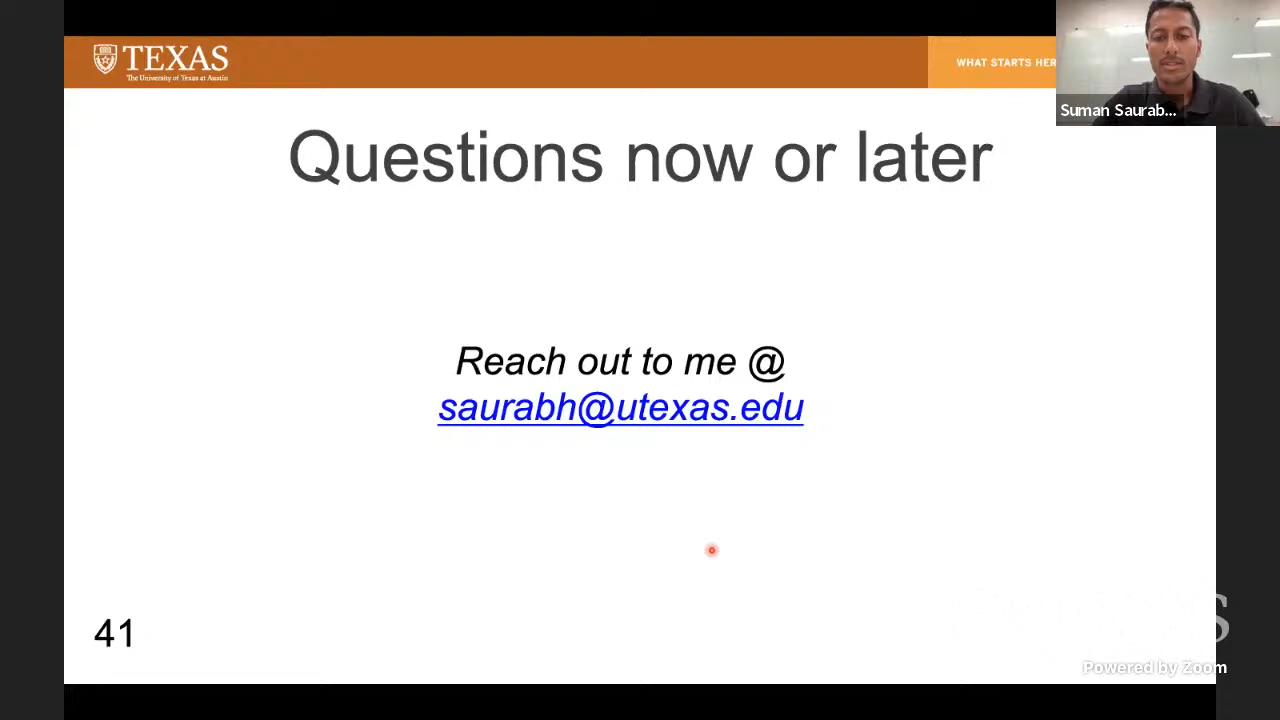 TEXAS
The University of Texas at Austin
WHAT STARTS HER
Suman Saurab...
Questions now or later
Reach out to me @
saurabh@utexas.edu
41
S
Powered by Zoom